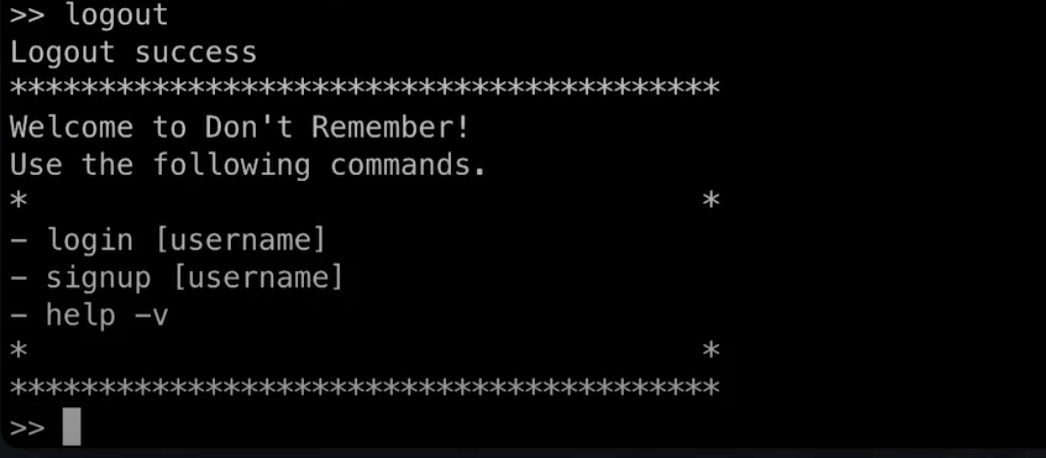 >> logout
Logout success
****************************************
Welcome to Don't Remember!
Use the following commands.
*                                      *
- login [username]
- signup [username]
- help -v
*                                      *
****************************************
>>